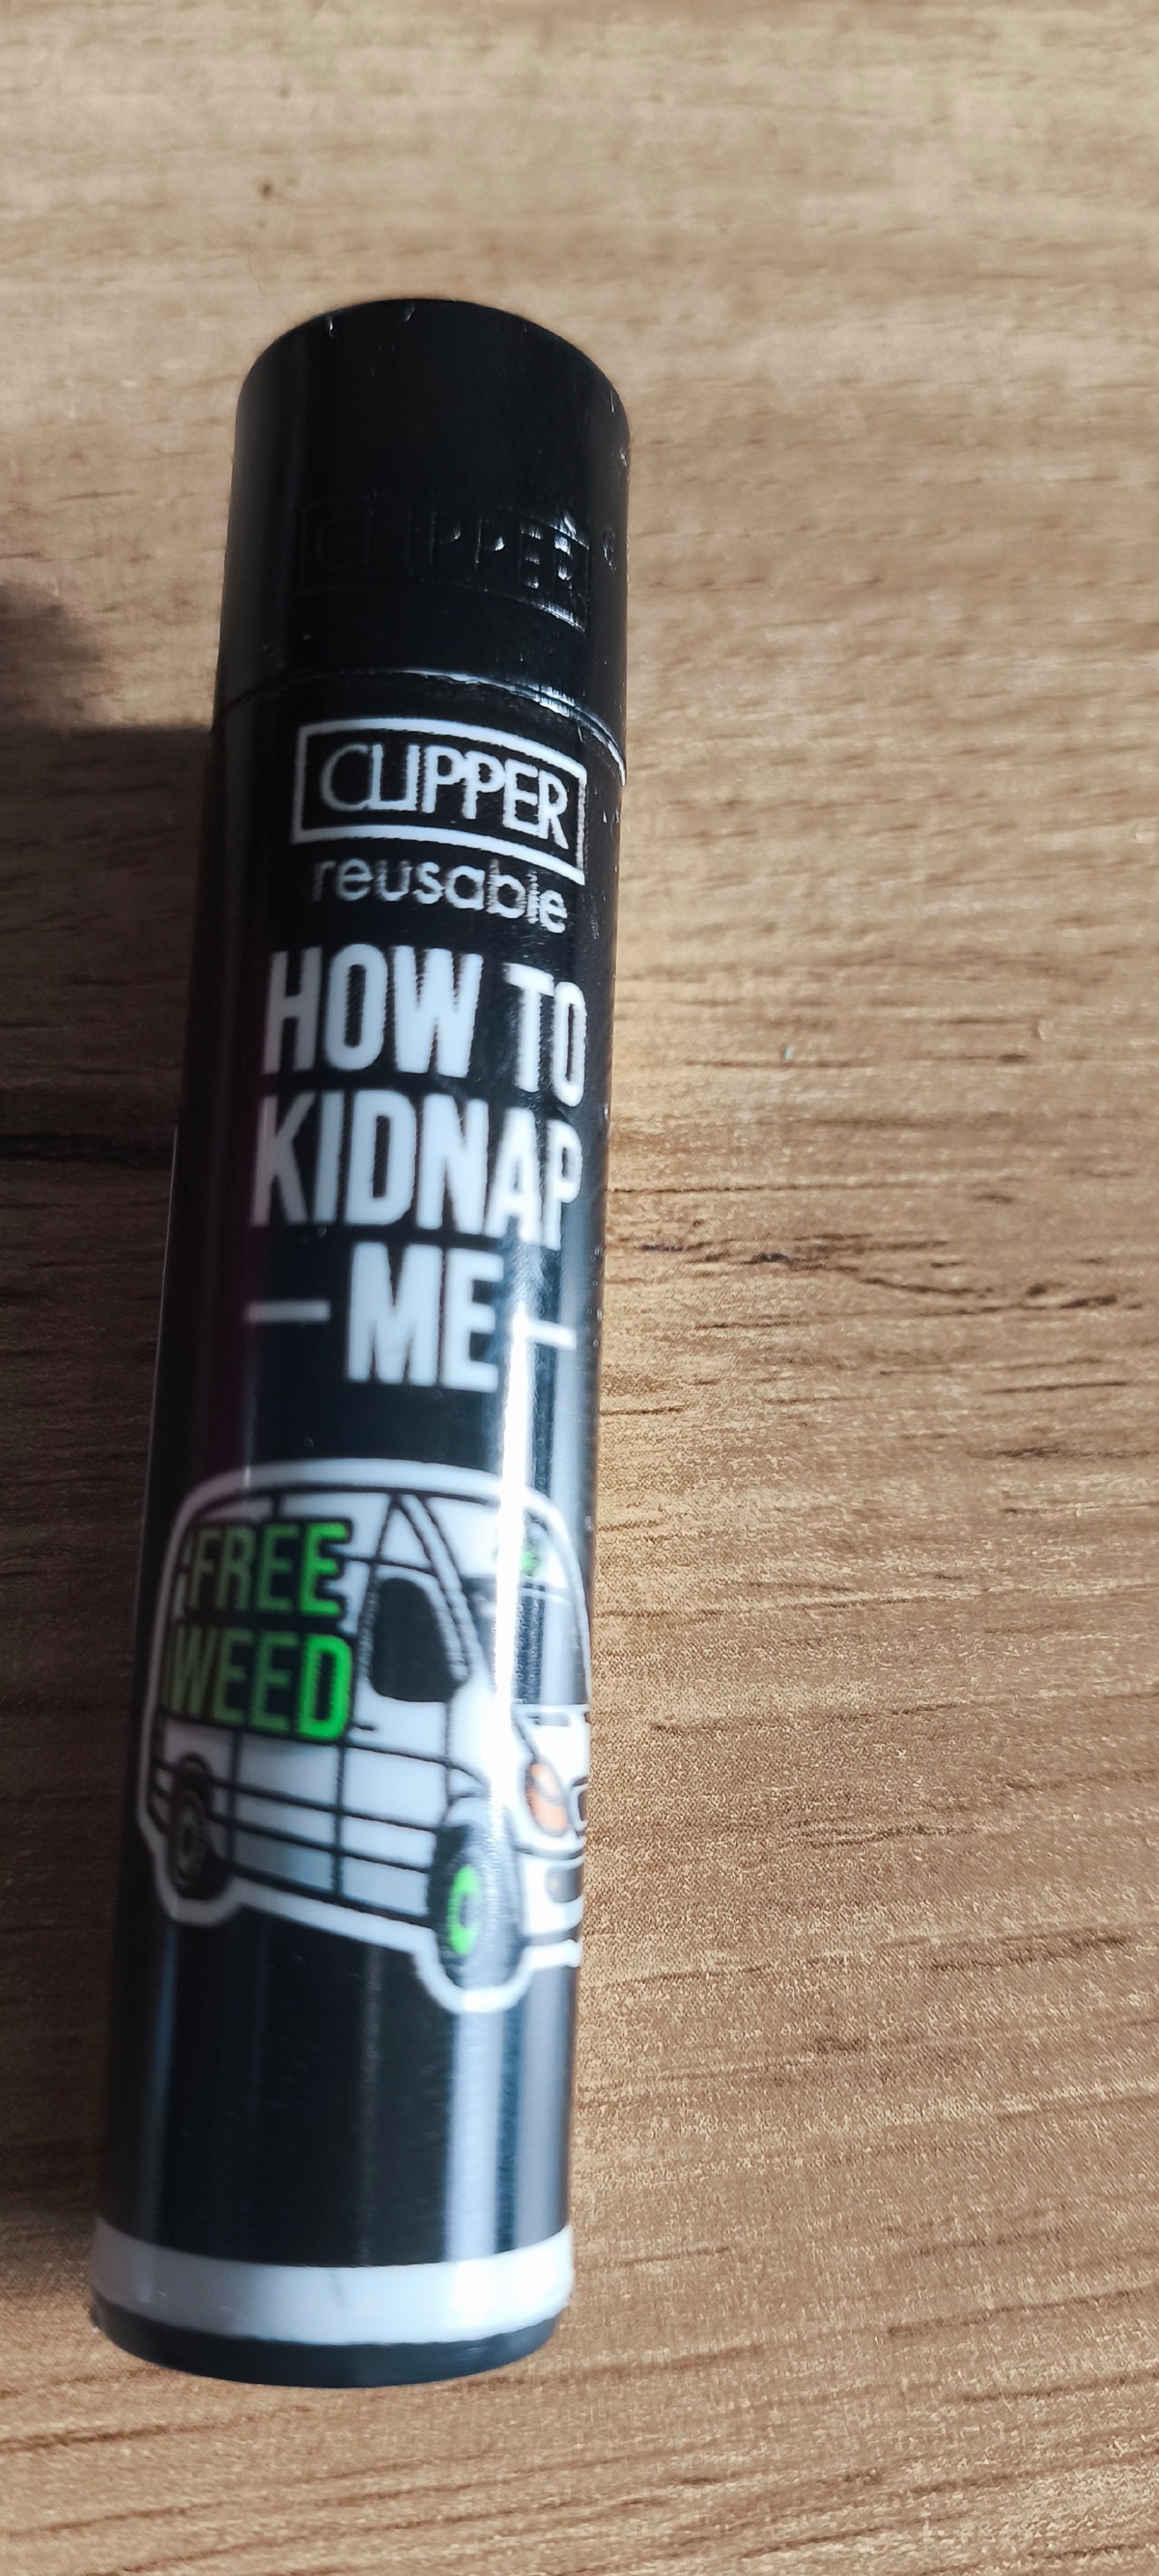 CLIPPER
CLIPPER
reusable
HOW TO
KIDNAP
— ME —
FREE
WEED